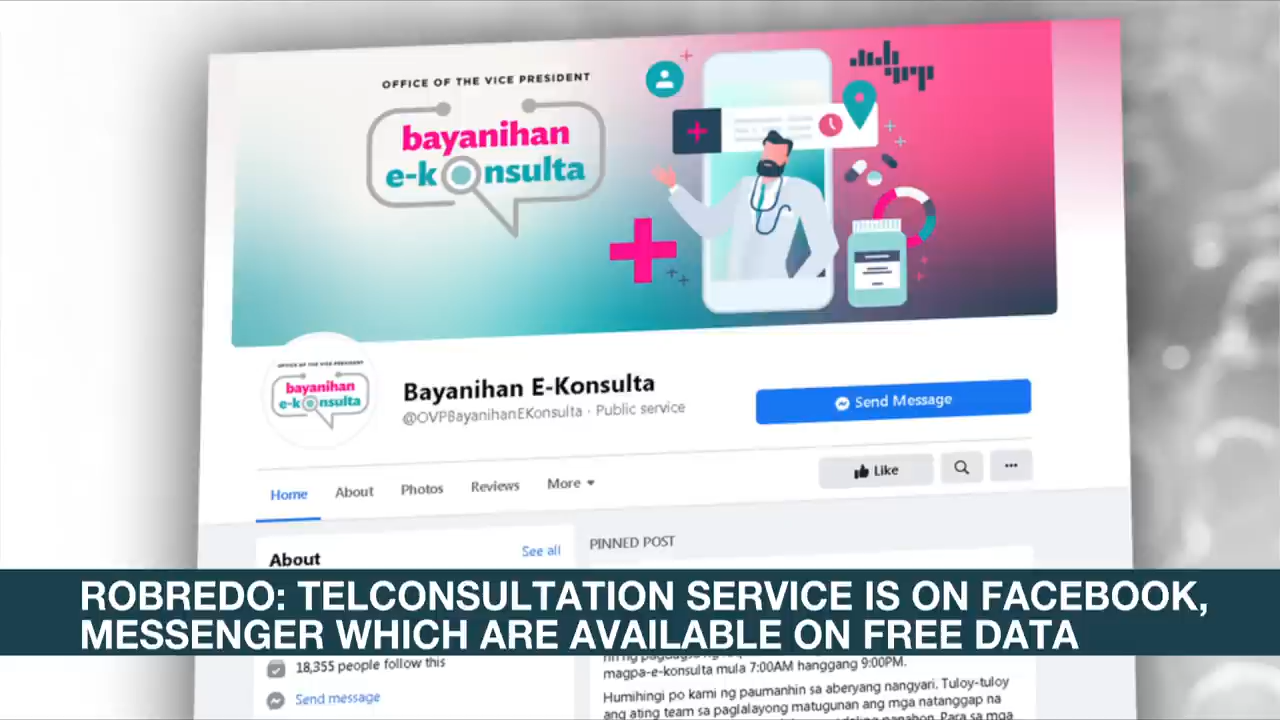 OFFICE OF THE VICE PRESIDENT
bayanihan
e-konsulta
OFFICE OF THE VICE PRESIDENT
bayanihan
e-konsulta
Bayanihan E-Konsulta
@OVPBayanihanEKonsulta · Public service
Send Message
Like
Home About Photos Reviews More
About See all
PINNED POST
ROBREDO: TELCONSULTATION SERVICE IS ON FACEBOOK,
MESSENGER WHICH ARE AVAILABLE ON FREE DATA
18,355 people follow this
Send message
magpa-e-konsulta mula 7:00AM hanggang 9:00PM.
Humihingi po kami ng paumanhin sa aberyang nangyari. Tuloy-tuloy
ang ating team sa paglalayong matugunan ang mga natanggap na
panahon. Para sa mga